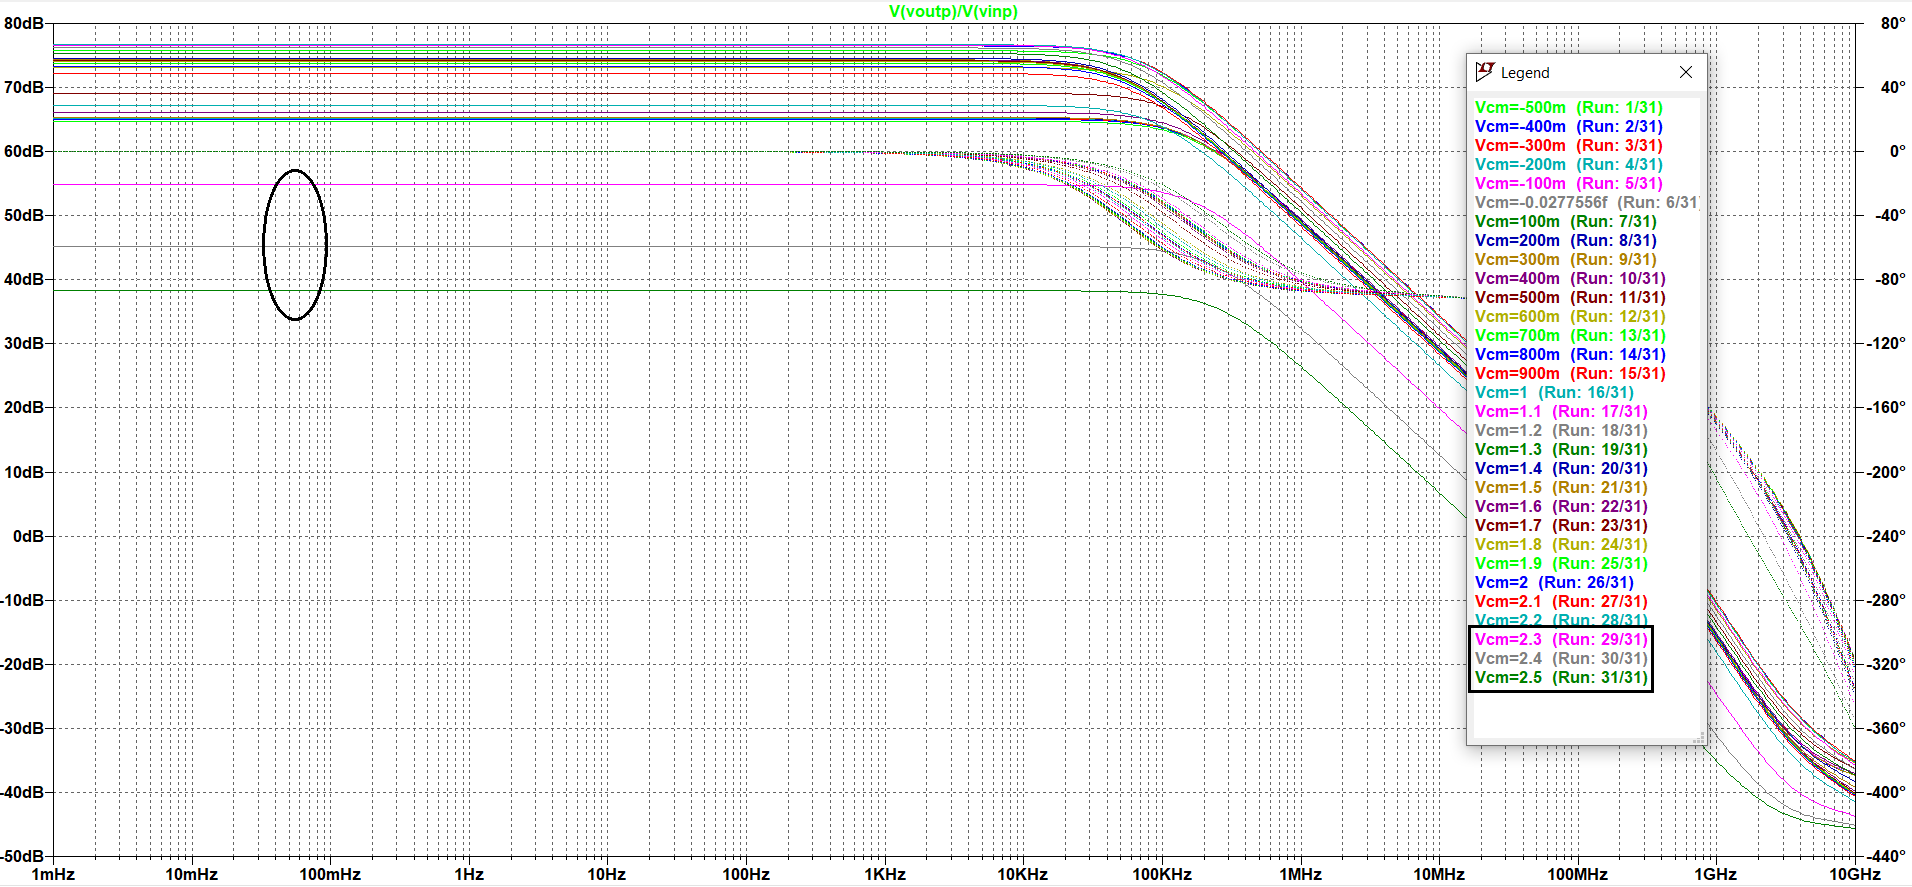 V(voutp)/V(vinp)
80dB
70dB
60dB
50dB
40dB
30dB
20dB
10dB
0dB
-10dB
-20dB
-30dB
-40dB
-50dB
80°
40°
0°
-40°
-80°
-120°
-160°
-200°
-240°
-280°
-320°
-360°
-400°
-440°
Legend
Vcm=-500m (Run: 1/31)
Vcm=-400m (Run: 2/31)
Vcm=-300m (Run: 3/31)
Vcm=-200m (Run: 4/31)
Vcm=-100m (Run: 5/31)
Vcm=-0.0277556f (Run: 6/31
Vcm=100m (Run: 7/31)
Vcm=200m (Run: 8/31)
Vcm=300m (Run: 9/31)
Vcm=400m (Run: 10/31)
Vcm=500m (Run: 11/31)
Vcm=600m (Run: 12/31)
Vcm=700m (Run: 13/31)
Vcm=800m (Run: 14/31)
Vcm=900m (Run: 15/31)
Vcm=1 (Run: 16/31)
Vcm=1.1 (Run: 17/31)
Vcm=1.2 (Run: 18/31)
Vcm=1.3 (Run: 19/31)
Vcm=1.4 (Run: 20/31)
Vcm=1.5 (Run: 21/31)
Vcm=1.6 (Run: 22/31)
Vcm=1.7 (Run: 23/31)
Vcm=1.8 (Run: 24/31)
Vcm=1.9 (Run: 25/31)
Vcm=2 (Run: 26/31)
Vcm=2.1 (Run: 27/31)
Vcm=2.2 (Run: 28/31)
Vcm=2.3 (Run: 29/31)
Vcm=2.4 (Run: 30/31)
Vcm=2.5 (Run: 31/31)
1mHz 10mHz 100mHz 1Hz 10Hz 100Hz 1KHz 10KHz 100KHz 1MHz 10MHz 100MHz 1GHz 10GHz